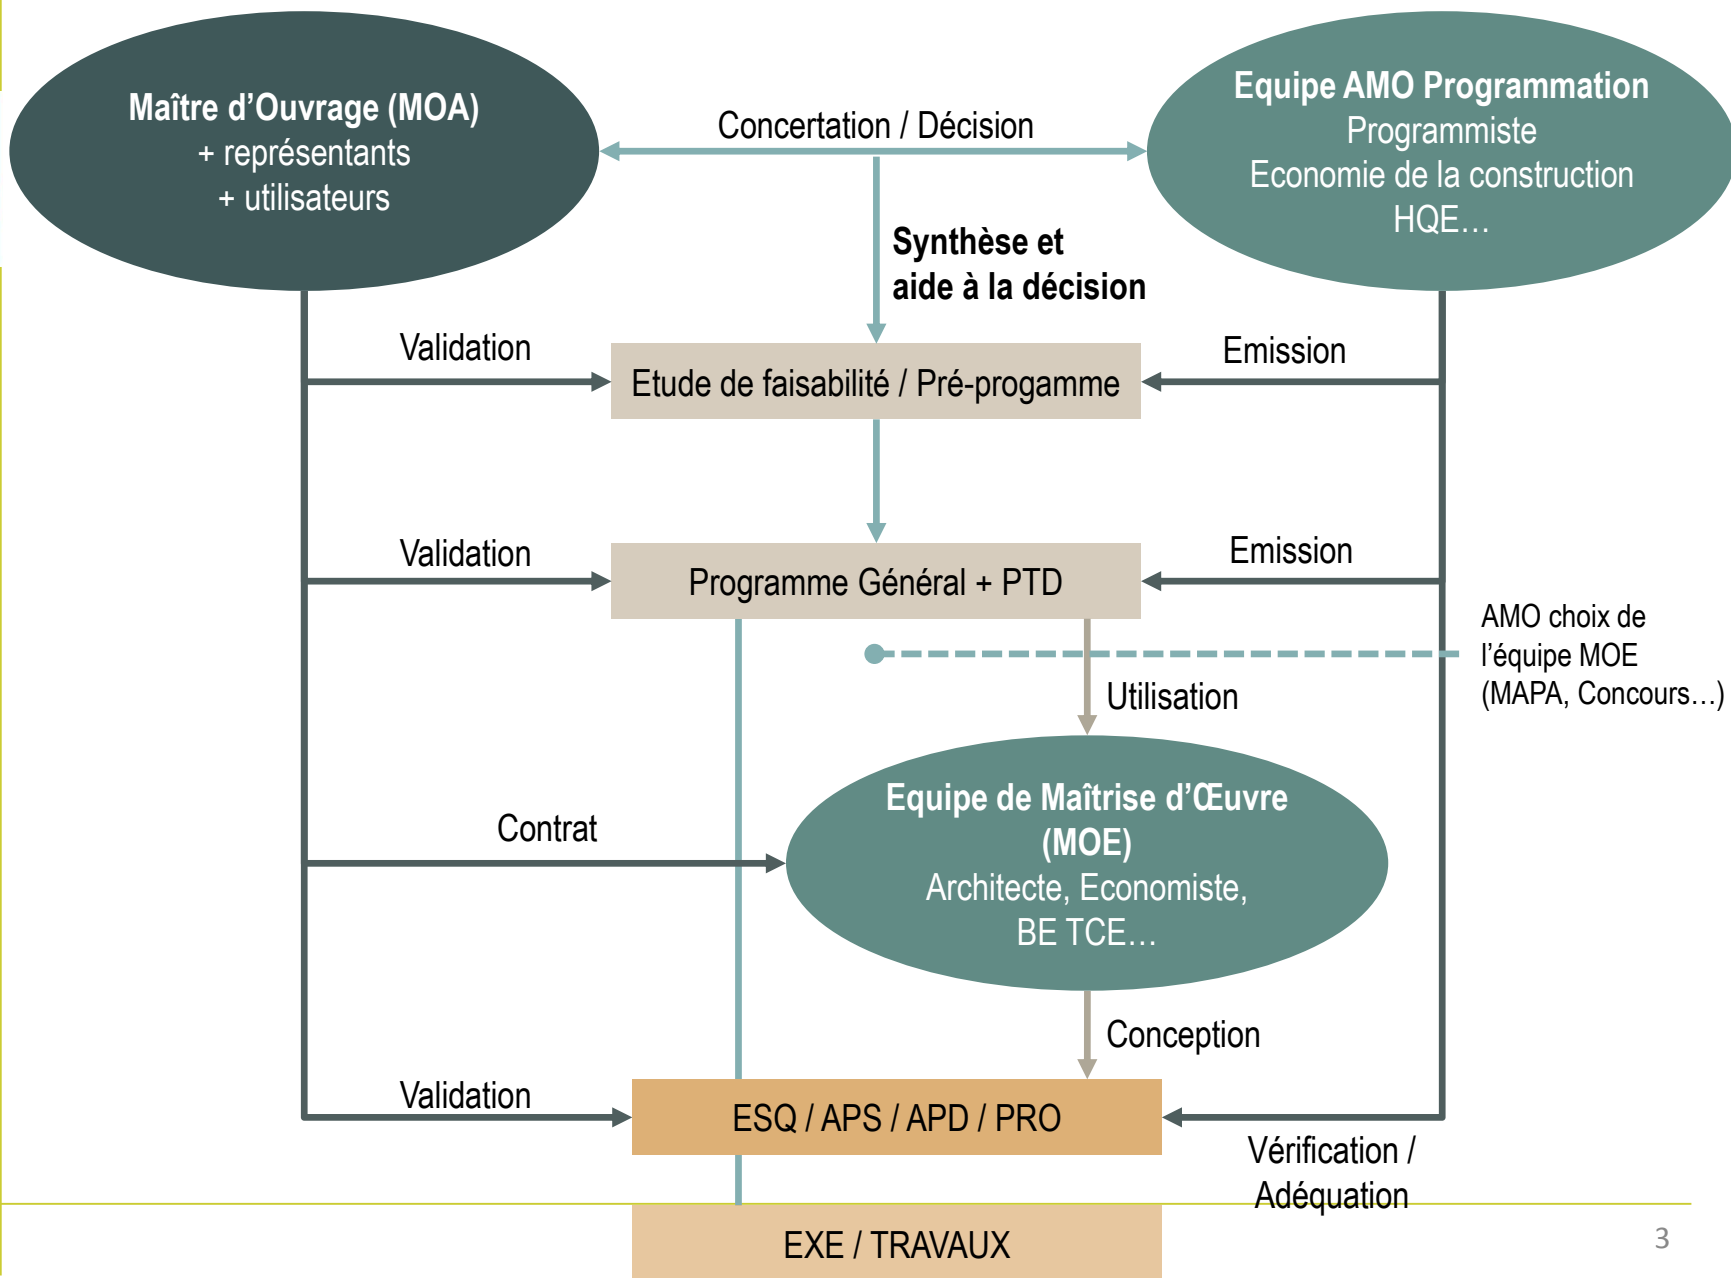 Maître d’Ouvrage (MOA)
+ représentants
+ utilisateurs
Concertation / Décision
Equipe AMO Programmation
Programmiste
Economie de la construction
HQE…
Synthèse et
aide à la décision
Validation
Emission
Etude de faisabilité / Pré-progamme
Validation
Emission
Programme Général + PTD
AMO choix de
l’équipe MOE
(MAPA, Concours…)
Utilisation
Equipe de Maîtrise d’Œuvre
(MOE)
Architecte, Economiste,
BE TCE…
Contrat
Conception
Validation
ESQ / APS / APD / PRO
Vérification /
Adéquation
EXE / TRAVAUX
3